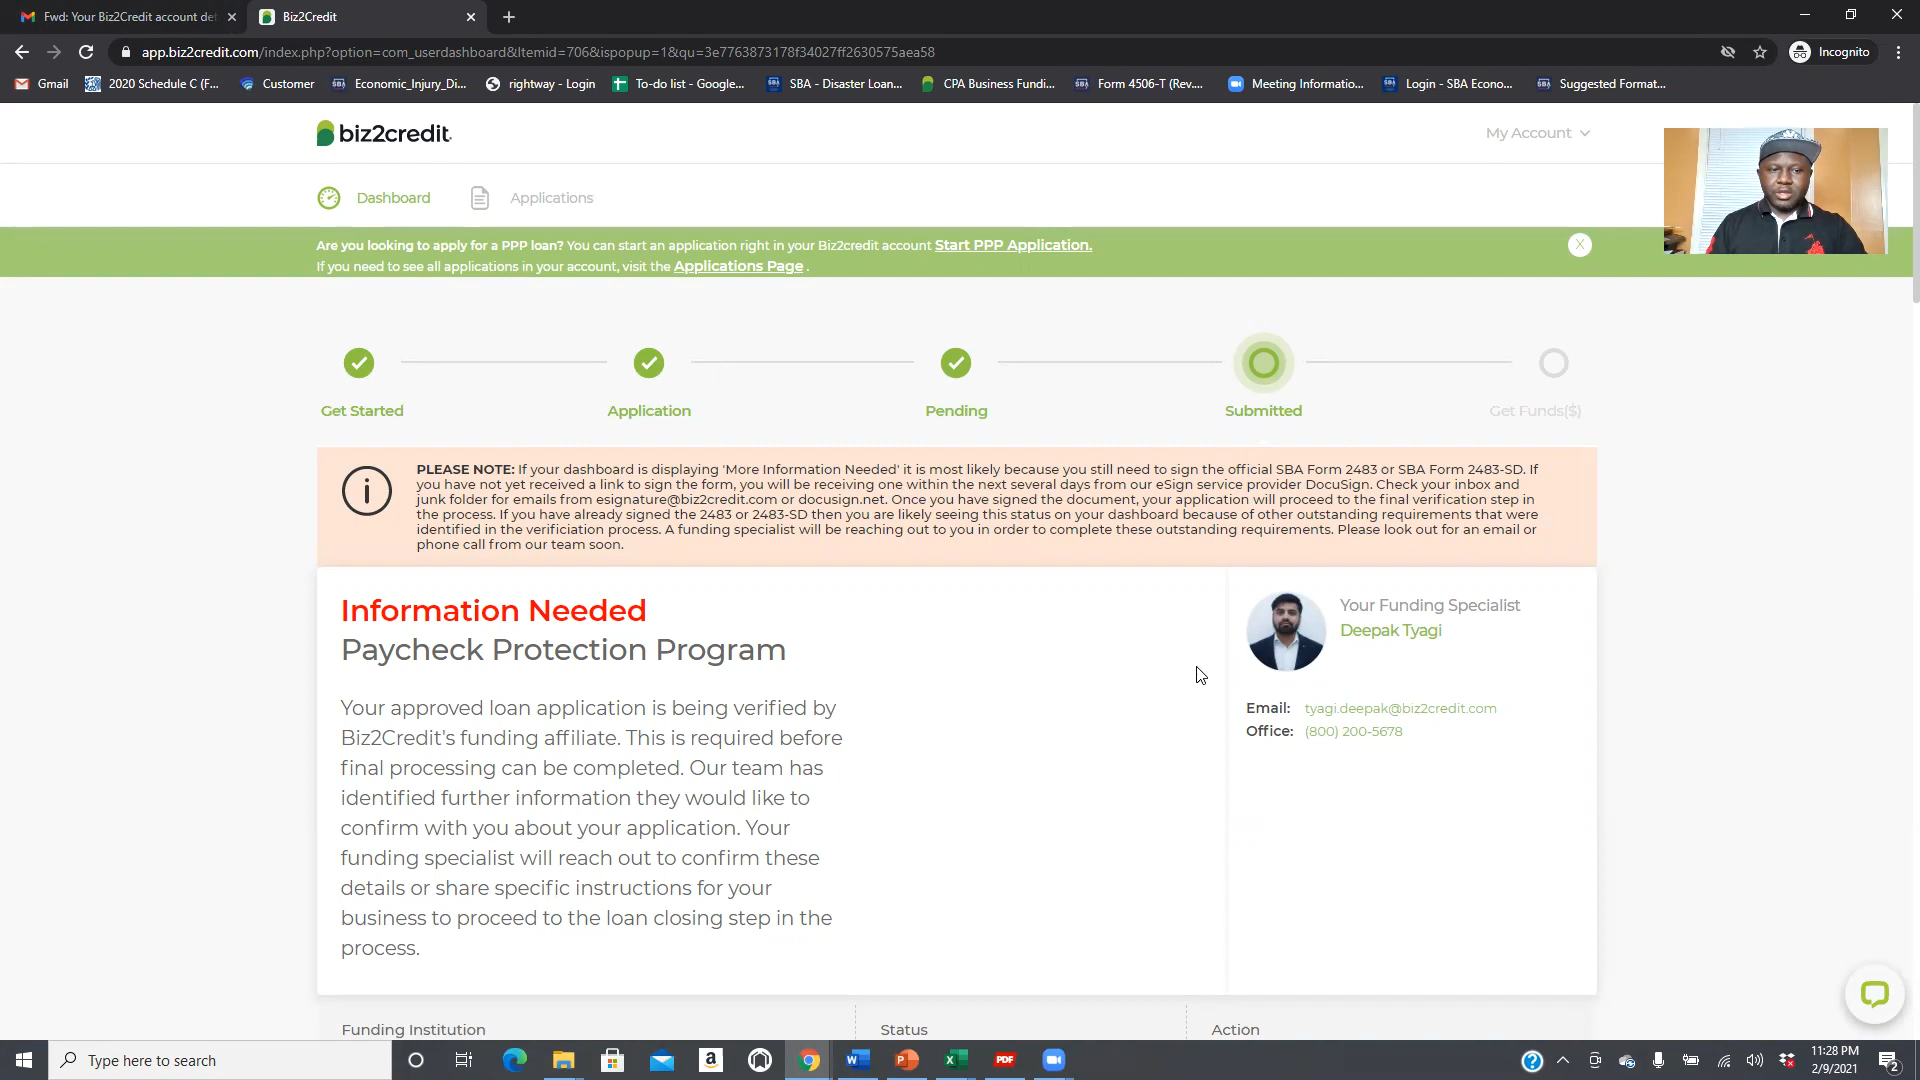 Fwd: Your Biz2Credit account det
Biz2Credit
app.biz2credit.com/index.php?option=com_userdashboard&Itemid=706&ispopup=1&qu=3e7763873178f34027ff2630575aea58
Incognito
Gmail
2020 Schedule C (F...
Customer
Economic_Injury_Di...
rightway - Login
To-do list - Google...
SBA - Disaster Loan...
CPA Business Fundi...
Form 4506-T (Rev....
Meeting Informatio...
Login - SBA Econo...
Suggested Format...
biz2credit.
My Account
Dashboard
Applications
Are you looking to apply for a PPP loan? You can start an application right in your Biz2credit account Start PPP Application.
X
If you need to see all applications in your account, visit the Applications Page .
Get Started
Application
Pending
Submitted
Get Funds($)
PLEASE NOTE: If your dashboard is displaying 'More Information Needed' it is most likely because you still need to sign the official SBA Form 2483 or SBA Form 2483-SD. If
you have not yet received a link to sign the form, you will be receiving one within the next several days from our eSign service provider DocuSign. Check your inbox and
junk folder for emails from esignature@biz2credit.com or docusign.net. Once you have signed the document, your application will proceed to the final verification step in
the process. If you have already signed the 2483 or 2483-SD then you are likely seeing this status on your dashboard because of other outstanding requirements that were
identified in the verificiation process. A funding specialist will be reaching out to you in order to complete these outstanding requirements. Please look out for an email or
phone call from our team soon.
Information Needed
Paycheck Protection Program
Your approved loan application is being verified by
Biz2Credit's funding affiliate. This is required before
final processing can be completed. Our team has
identified further information they would like to
confirm with you about your application. Your
funding specialist will reach out to confirm these
details or share specific instructions for your
business to proceed to the loan closing step in the
process.
Your Funding Specialist
Deepak Tyagi
Email: tyagi.deepak@biz2credit.com
Office: (800) 200-5678
Funding Institution
Status
Action
Type here to search
PDF
11:28 PM
2/9/2021
2